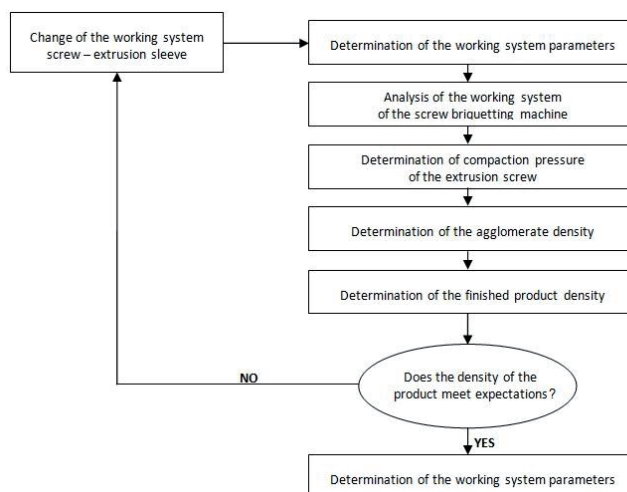 Change of the working system
screw – extrusion sleeve
Determination of the working system parameters
Analysis of the working system
of the screw briquetting machine
Determination of compaction pressure
of the extrusion screw
Determination of the agglomerate density
Determination of the finished product density
Does the density of the
product meet expectations?
NO
YES
Determination of the working system parameters